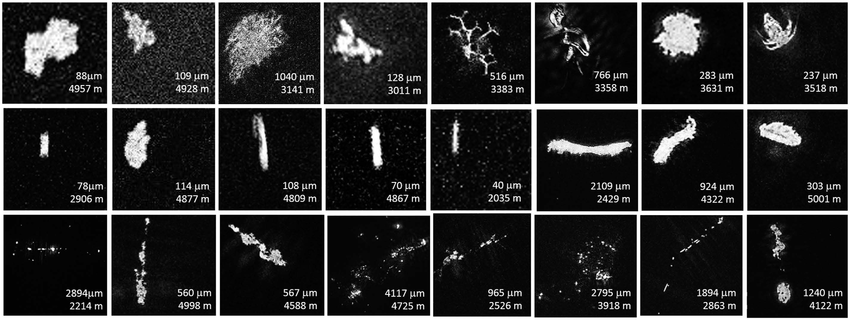 88μm
4957 m
109 μm
4928 m
1040 μm
3141 m
128 μm
3011 m
516 μm
3383 m
766 μm
3358 m
283 μm
3631 m
237 μm
3518 m
78μm
2906 m
114 μm
4877 m
108 μm
4809 m
70 μm
4867 m
40 μm
2035 m
2109 μm
2429 m
924 μm
4322 m
303 μm
5001 m
2894μm
2214 m
560 μm
4998 m
567 μm
4588 m
4117 μm
4725 m
965 μm
2526 m
2795 μm
3918 m
1894 μm
2863 m
1240 μm
4122 m